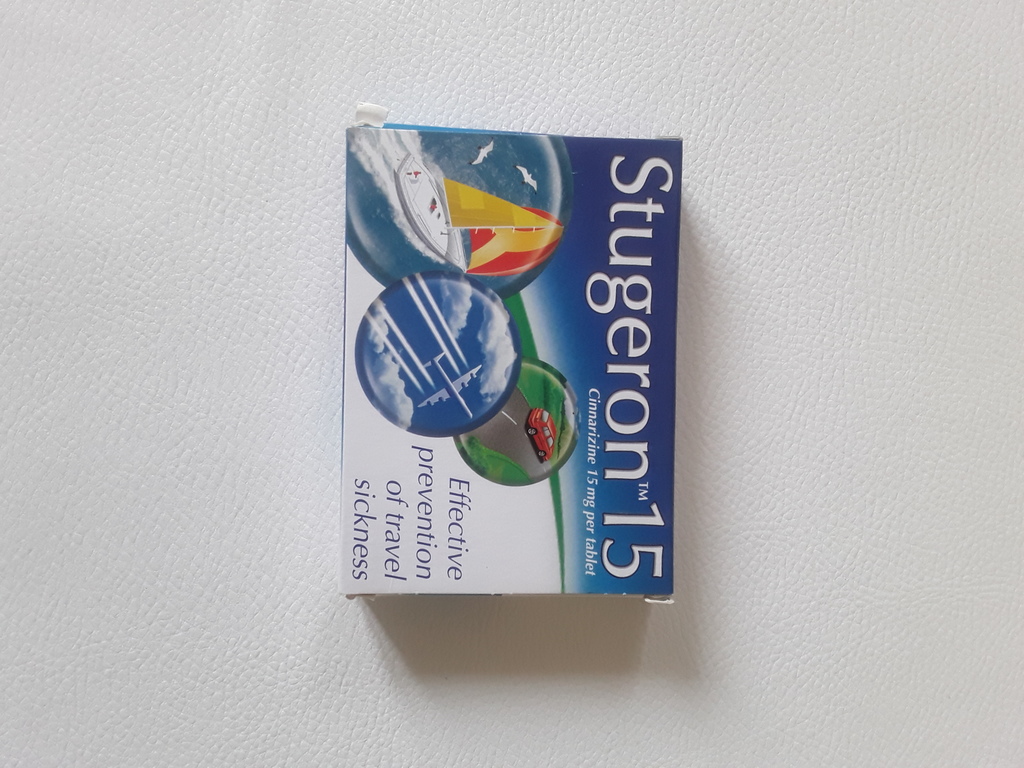 Stugeron™15
Cinnarizine 15 mg per tablet
Effective
prevention
of travel
sickness